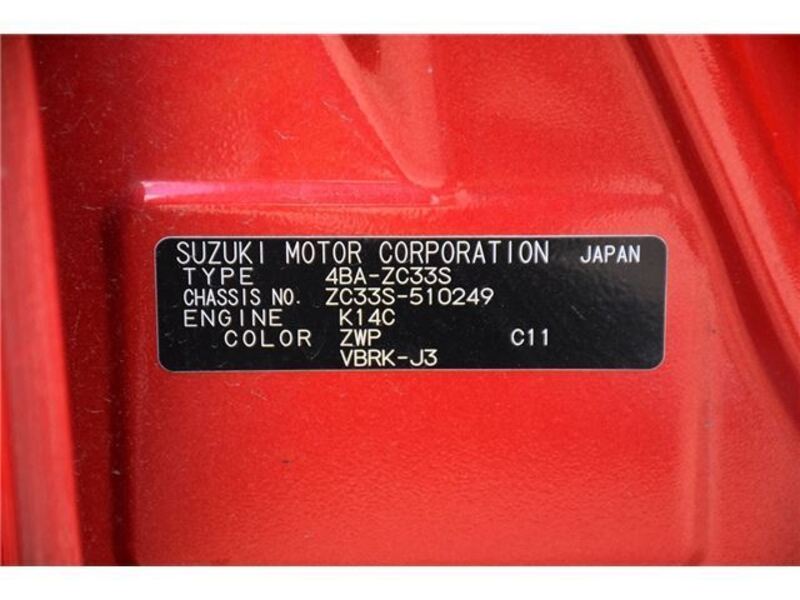 SUZUKI MOTOR CORPORATION JAPAN
TYPE 4BA-ZC33S
CHASSIS NO. ZC33S-510249
ENGINE K14C
COLOR ZWP C11
VBRK-J3